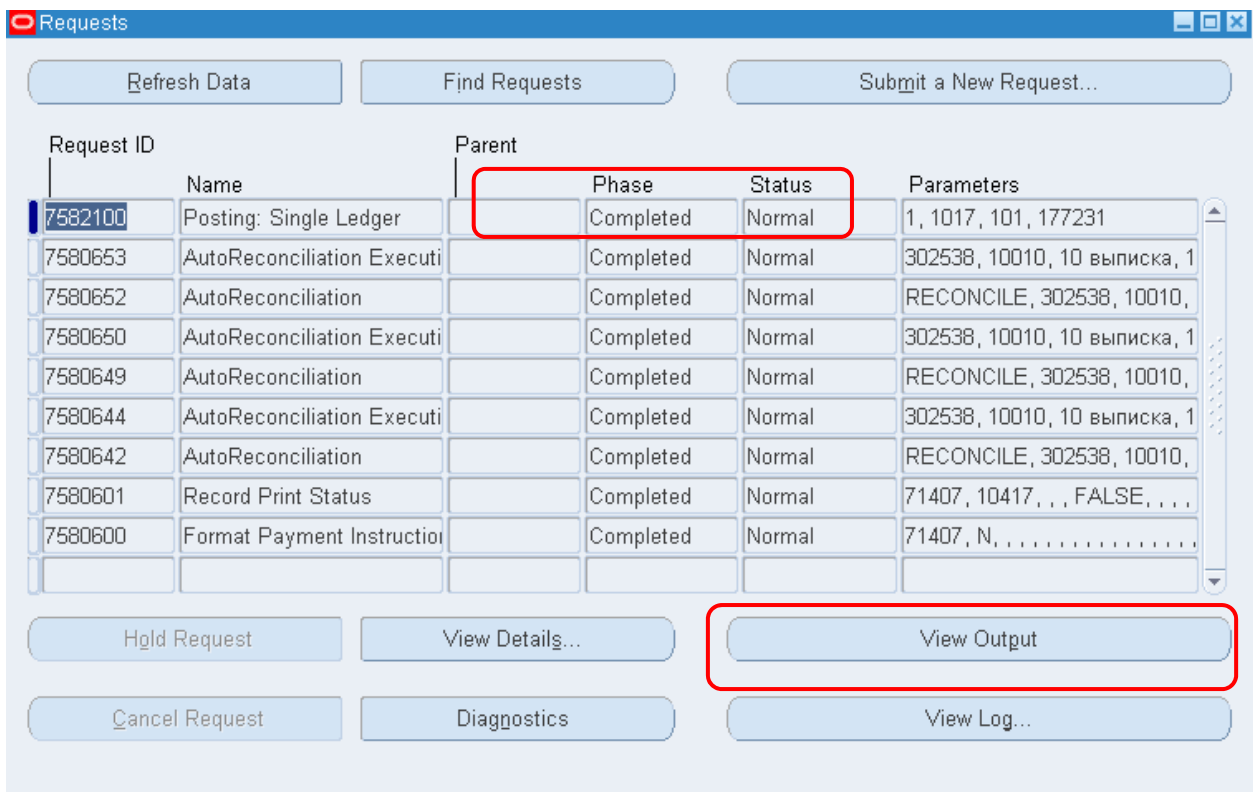 Requests
Refresh Data Find Requests Submit a New Request...
Request ID Parent
Name Phase Status Parameters
7582100 Posting: Single Ledger Completed Normal 1, 1017, 101, 177231
7580653 AutoReconciliation Executi Completed Normal 302538, 10010, 10 выписка, 1
7580652 AutoReconciliation Completed Normal RECONCILE, 302538, 10010,
7580650 AutoReconciliation Executi Completed Normal 302538, 10010, 10 выписка, 1
7580649 AutoReconciliation Completed Normal RECONCILE, 302538, 10010,
7580644 AutoReconciliation Executi Completed Normal 302538, 10010, 10 выписка, 1
7580642 AutoReconciliation Completed Normal RECONCILE, 302538, 10010,
7580601 Record Print Status Completed Normal 71407, 10417, , , FALSE, , , ,
7580600 Format Payment Instruction Completed Normal 71407, N, , , , , , , , , , , , , , , ,
Hold Request View Details... View Output
Cancel Request Diagnostics View Log...